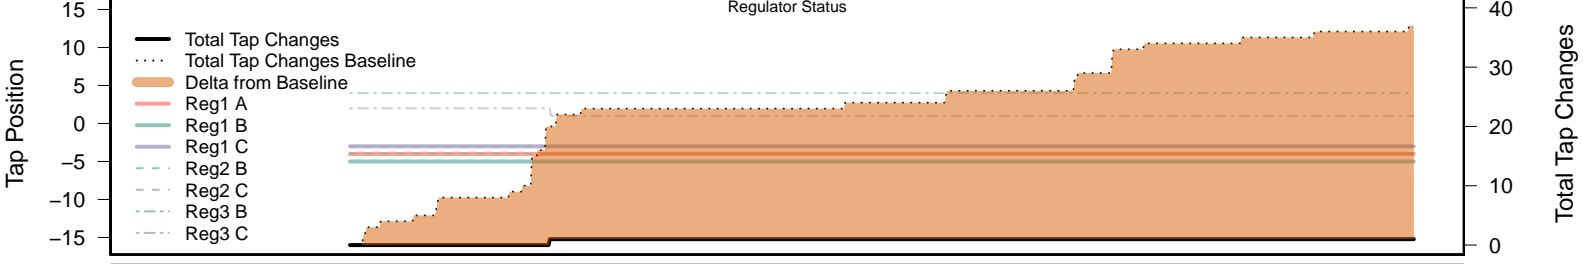 Regulator Status
15
10
5
0
−5
−10
−15
Tap Position
Total Tap Changes
Total Tap Changes Baseline
Delta from Baseline
Reg1 A
Reg1 B
Reg1 C
Reg2 B
Reg2 C
Reg3 B
Reg3 C
40
30
20
10
0
Total Tap Changes